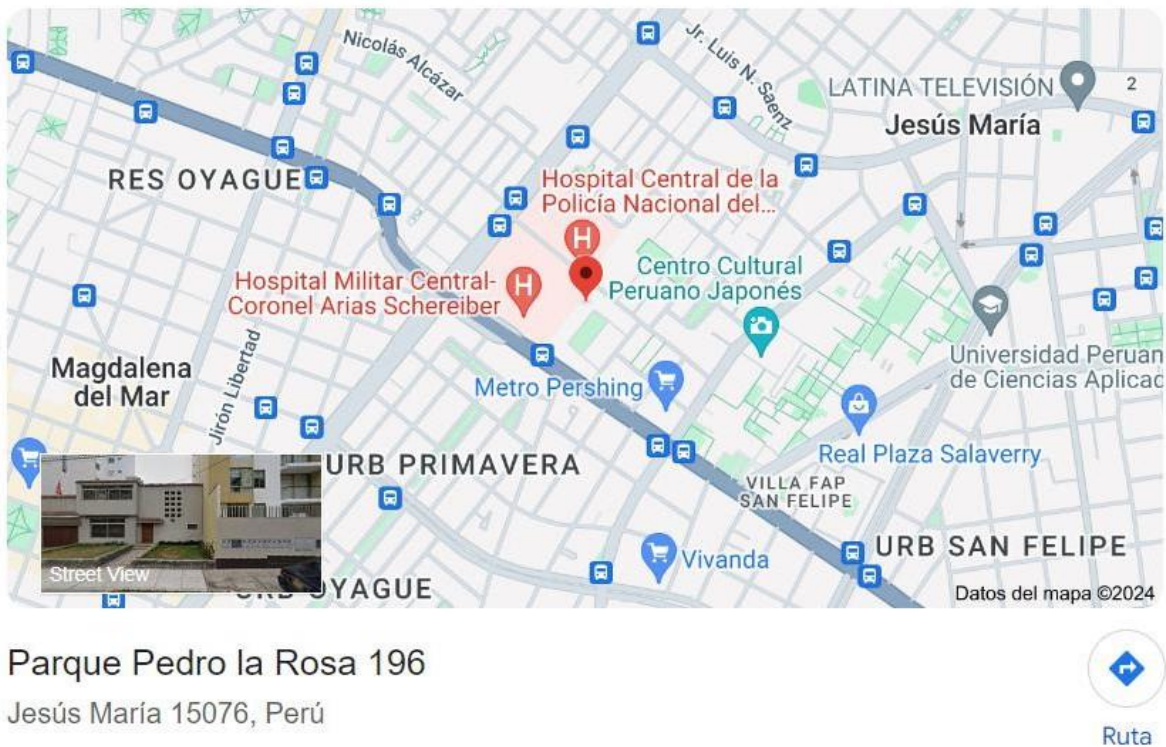 Nicolás Alcázar
Jr. Luis N. Saenz
LATINA TELEVISIÓN
2
Jesús María
RES OYAGUE
Hospital Central de la
Policía Nacional del...
H
Hospital Militar Central-
Coronel Arias Schereiber
H
Centro Cultural
Peruano Japonés
Magdalena
del Mar
Jirón Libertad
Metro Pershing
Universidad Peruan
de Ciencias Aplicad
Real Plaza Salaverry
URB PRIMAVERA
VILLA FAP
SAN FELIPE
Vivanda
URB SAN FELIPE
Street View
OYAGUE
Datos del mapa ©2024
Parque Pedro la Rosa 196
Jesús María 15076, Perú
Ruta